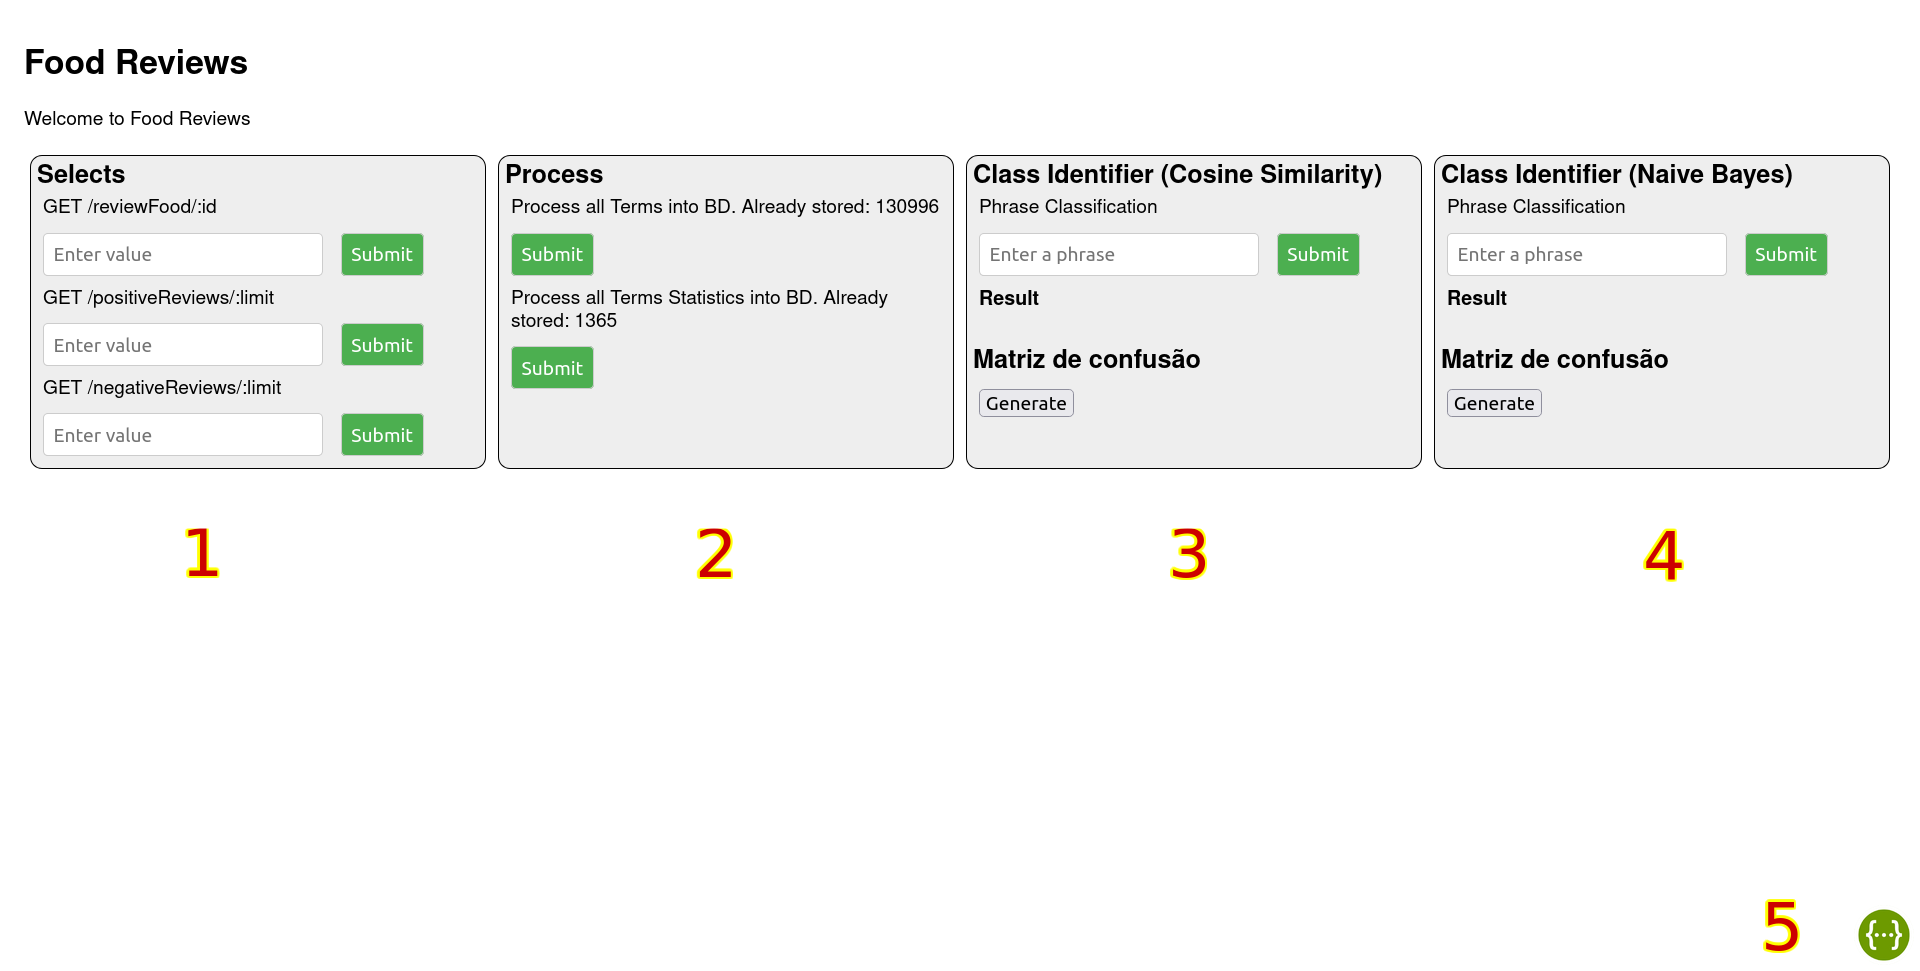 Food Reviews
Welcome to Food Reviews
Selects
GET /reviewFood/:id
Enter value
Submit
GET /positiveReviews/:limit
Enter value
Submit
GET /negativeReviews/:limit
Enter value
Submit
Process
Process all Terms into BD. Already stored: 130996
Submit
Process all Terms Statistics into BD. Already
stored: 1365
Submit
Class Identifier (Cosine Similarity)
Phrase Classification
Enter a phrase
Submit
Result
Matriz de confusão
Generate
Class Identifier (Naive Bayes)
Phrase Classification
Enter a phrase
Submit
Result
Matriz de confusão
Generate
1
2
3
4
5
{...}